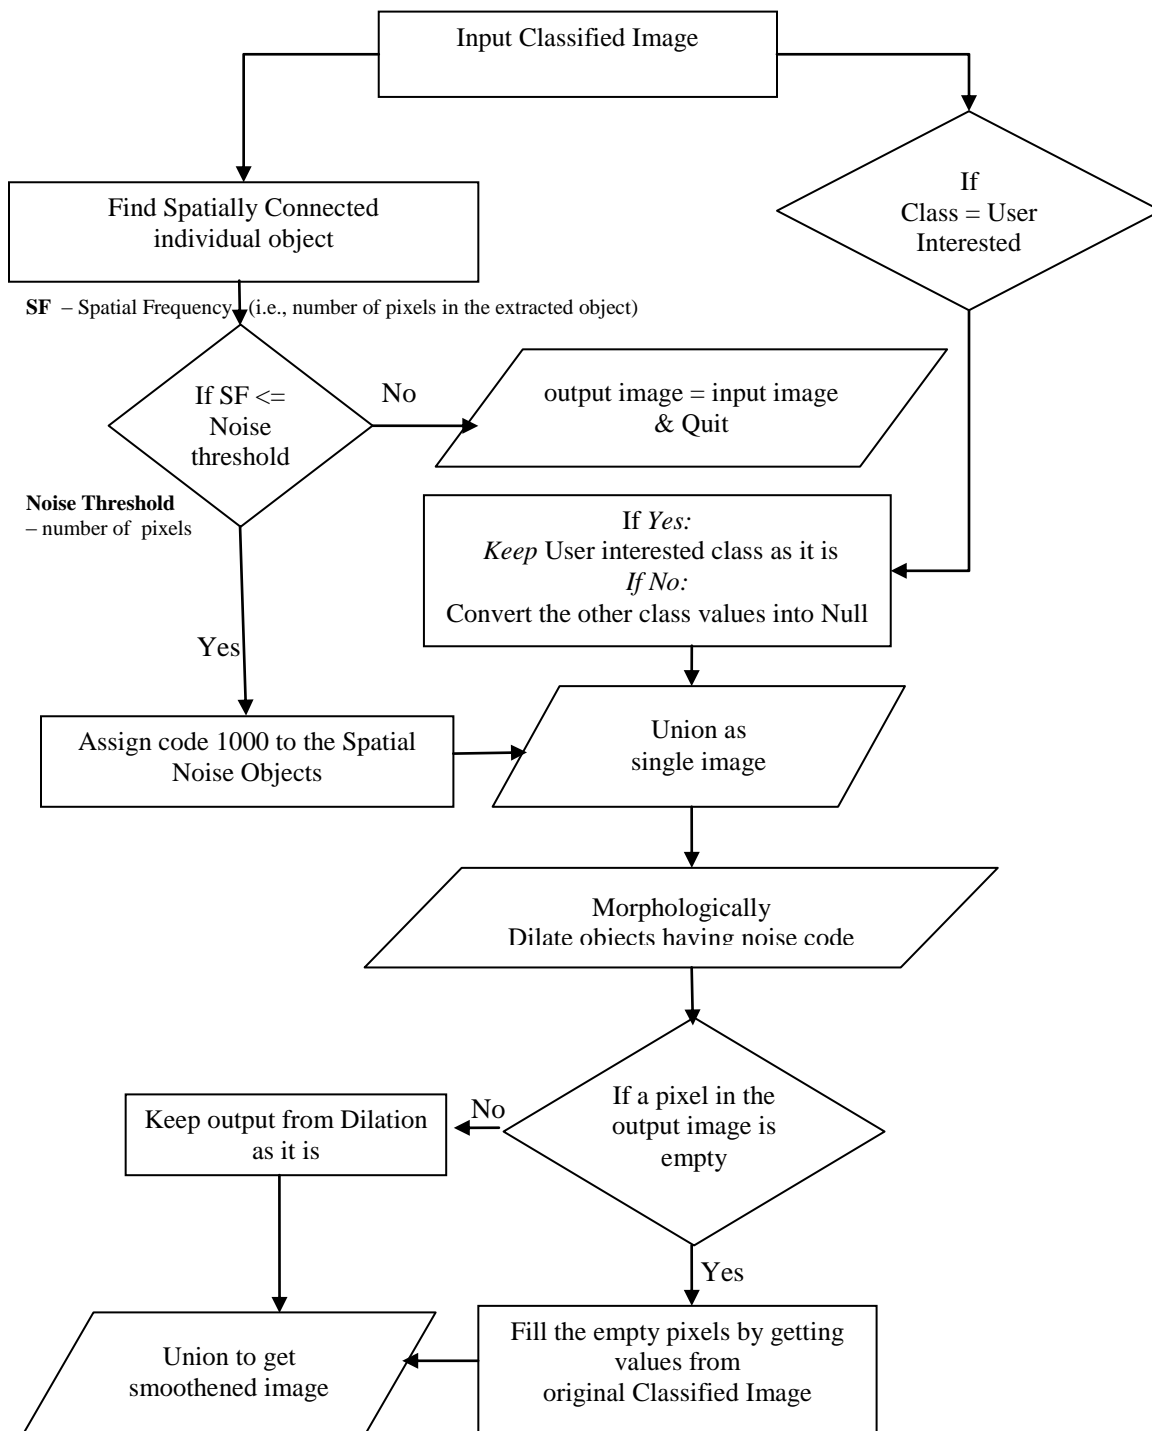 Input Classified Image
If
Class = User
Interested
Find Spatially Connected
individual object
SF – Spatial Frequency (i.e., number of pixels in the extracted object)
If SF <=
Noise
threshold
No
output image = input image
& Quit
Noise Threshold
– number of pixels
If Yes:
Keep User interested class as it is
If No:
Convert the other class values into Null
Yes
Assign code 1000 to the Spatial
Noise Objects
Union as
single image
Morphologically
Dilate objects having noise code
If a pixel in the
output image is
empty
No
Keep output from Dilation
as it is
Yes
Fill the empty pixels by getting
values from
original Classified Image
Union to get
smoothened image